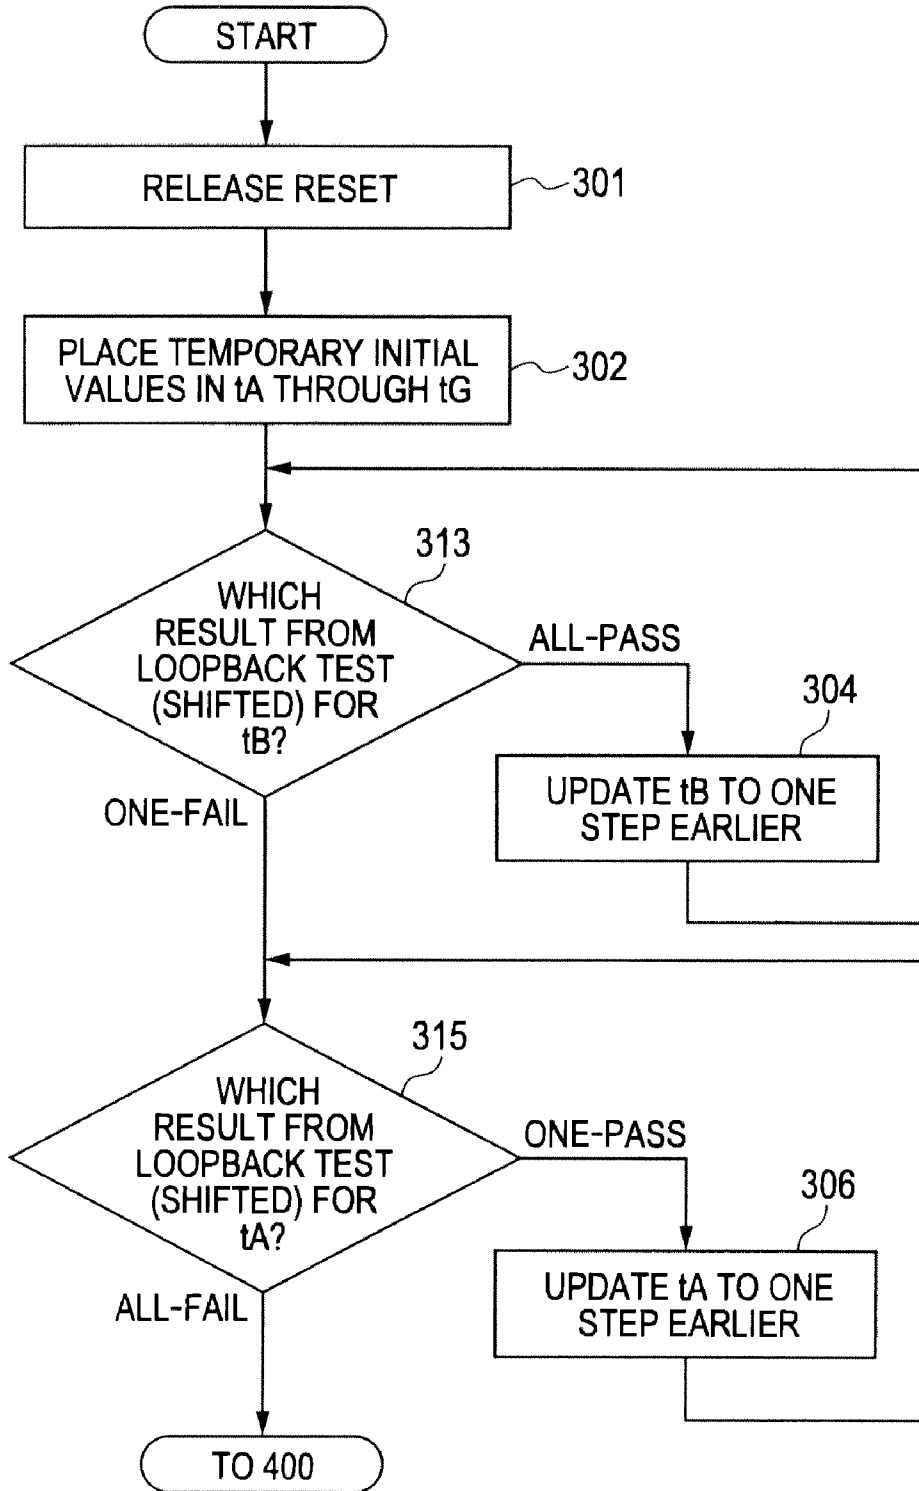 START
RELEASE RESET
301
PLACE TEMPORARY INITIAL
VALUES IN tA THROUGH tG
302
313
WHICH
RESULT FROM
LOOPBACK TEST
(SHIFTED) FOR
tB?
ALL-PASS
304
UPDATE tB TO ONE
STEP EARLIER
ONE-FAIL
315
WHICH
RESULT FROM
LOOPBACK TEST
(SHIFTED) FOR
tA?
ONE-PASS
306
UPDATE tA TO ONE
STEP EARLIER
ALL-FAIL
TO 400